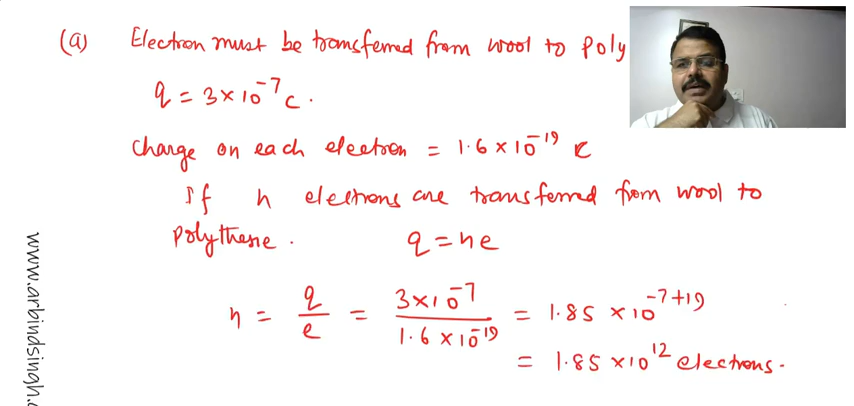 (a) Electron must be transferred from wool to poly
q = 3 × 10⁻⁷ C.
Charge on each electron = 1.6 × 10⁻¹⁹ C
If n electrons are transferred from wool to
polythene. q = ne
n = q/e = 3×10⁻⁷ / 1.6 × 10⁻¹⁹ = 1.85 × 10⁻⁷⁺¹⁹
= 1.85 × 10¹² electrons.
www.arbindsingh.